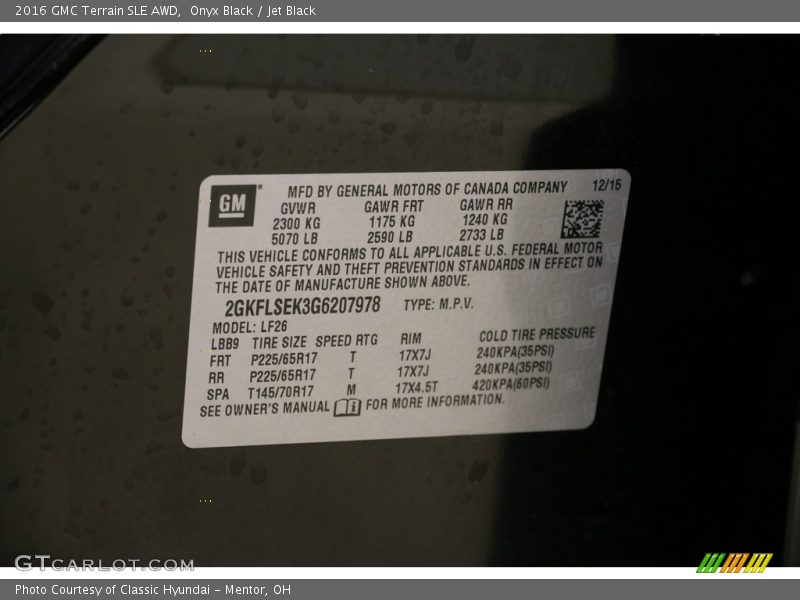 2016 GMC Terrain SLE AWD, Onyx Black / Jet Black
GM
MFD BY GENERAL MOTORS OF CANADA COMPANY 12/15
GVWR GAWR FRT GAWR RR
2300 KG 1175 KG 1240 KG
5070 LB 2590 LB 2733 LB
THIS VEHICLE CONFORMS TO ALL APPLICABLE U.S. FEDERAL MOTOR
VEHICLE SAFETY AND THEFT PREVENTION STANDARDS IN EFFECT ON
THE DATE OF MANUFACTURE SHOWN ABOVE.
2GKFLSEK3G6207978 TYPE: M.P.V.
MODEL: LF26
LBB9 TIRE SIZE SPEED RTG RIM COLD TIRE PRESSURE
FRT P225/65R17 T 17X7J 240KPA(35PSI)
RR P225/65R17 T 17X7J 240KPA(35PSI)
SPA T145/70R17 M 17X4.5T 420KPA(60PSI)
SEE OWNER'S MANUAL FOR MORE INFORMATION.
GTCARLOT.COM
Photo Courtesy of Classic Hyundai – Mentor, OH